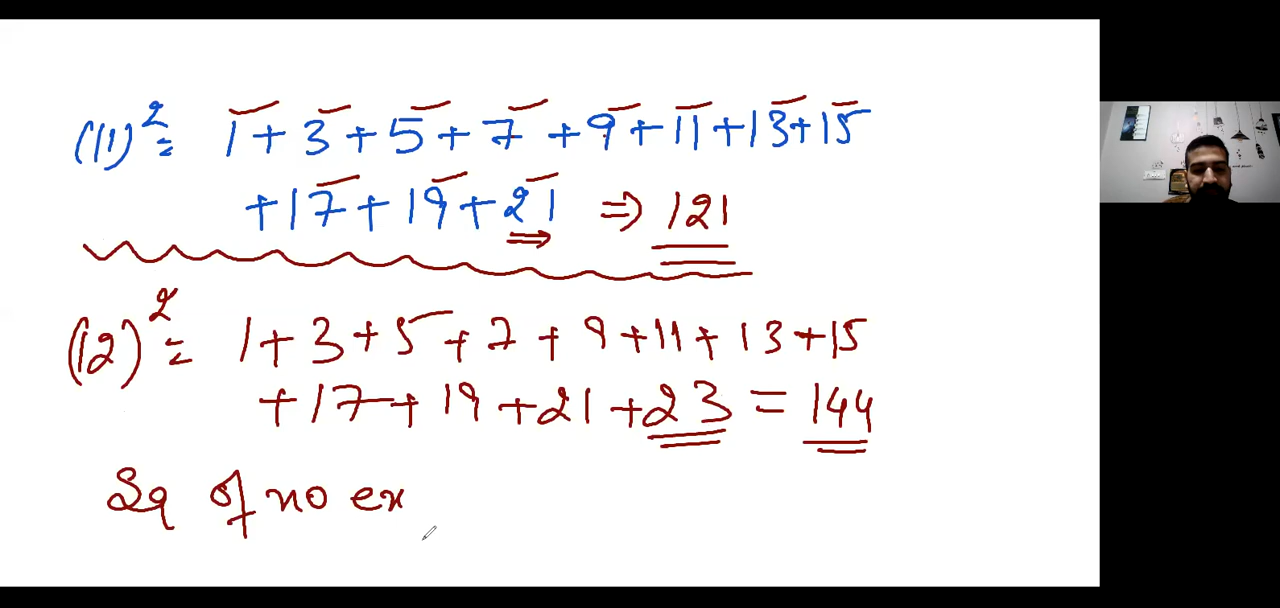 (11)² = 1 + 3 + 5 + 7 + 9 + 11 + 13 + 15
+ 17 + 19 + 21 ⇒ 121
(12)² = 1 + 3 + 5 + 7 + 9 + 11 + 13 + 15
+ 17 + 19 + 21 + 23 = 144
Sq of no ex